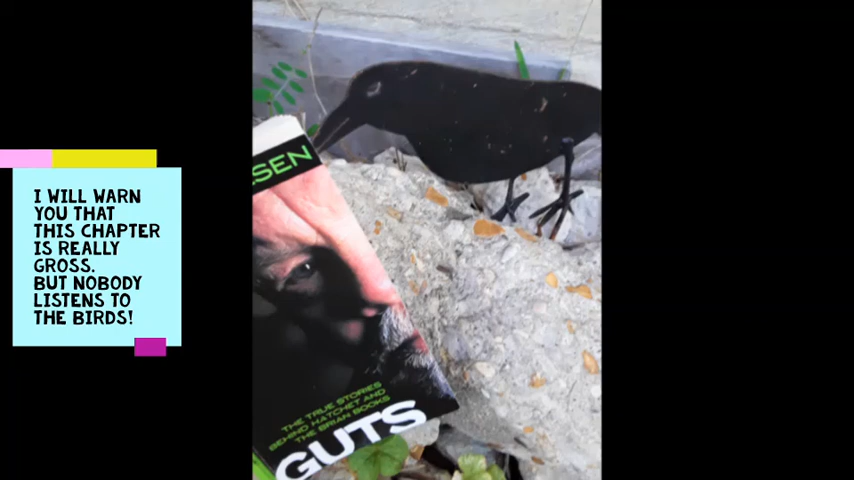 I WILL WARN
YOU THAT
THIS CHAPTER
IS REALLY
GROSS.
BUT NOBODY
LISTENS TO
THE BIRDS!
SEN
THE TRUE STORIES
BEHIND HATCHET AND
THE BRIAN BOOKS
GUTS